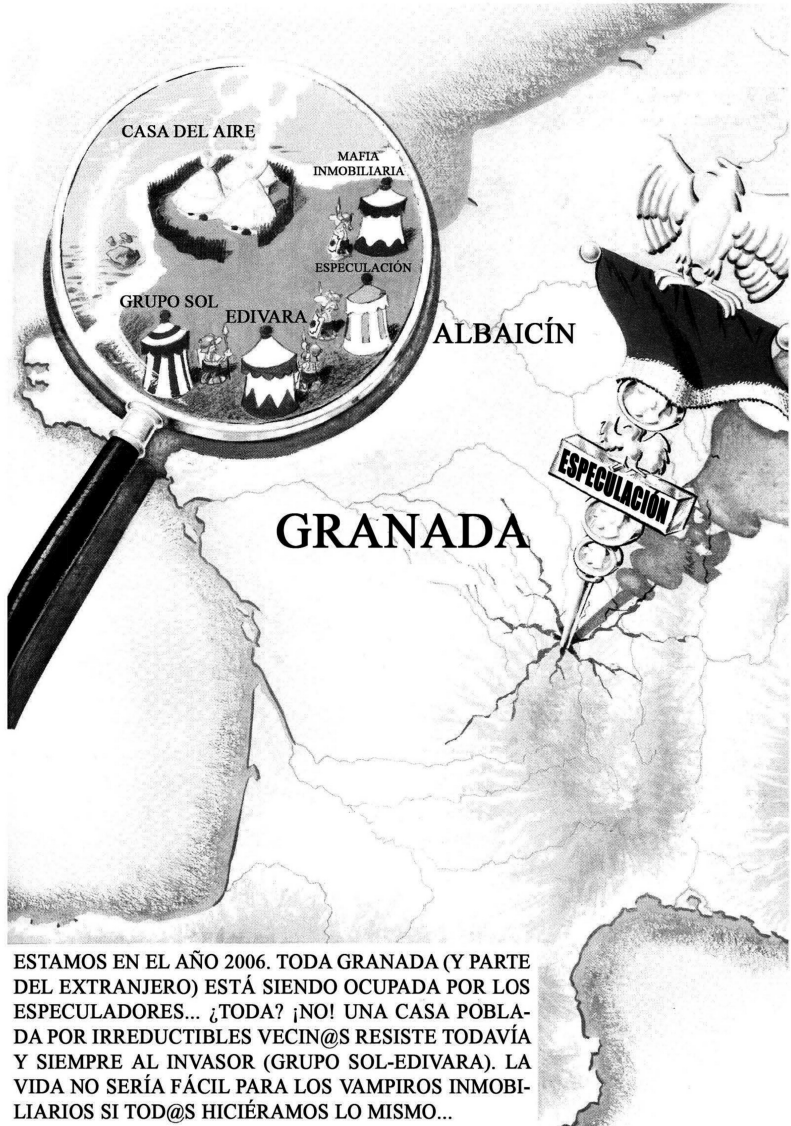 CASA DEL AIRE
MAFIA
INMOBILIARIA
ESPECULACIÓN
GRUPO SOL
EDIVARA
ALBAICÍN
ESPECULACIÓN
GRANADA
ESTAMOS EN EL AÑO 2006. TODA GRANADA (Y PARTE
DEL EXTRANJERO) ESTÁ SIENDO OCUPADA POR LOS
ESPECULADORES... ¿TODA? ¡NO! UNA CASA POBLA-
DA POR IRREDUCTIBLES VECIN@S RESISTE TODAVÍA
Y SIEMPRE AL INVASOR (GRUPO SOL-EDIVARA). LA
VIDA NO SERÍA FÁCIL PARA LOS VAMPIROS INMOBI-
LIARIOS SI TOD@S HICIÉRAMOS LO MISMO...